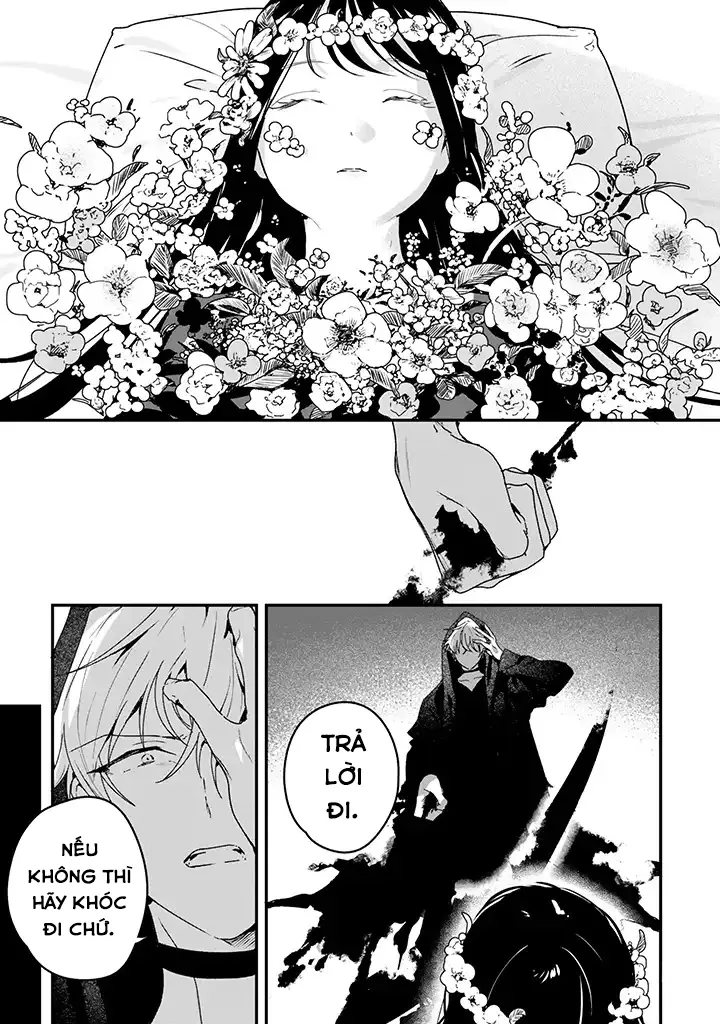 TRẢ
LỜI
ĐI.
NẾU
KHÔNG THÌ
HÃY KHÓC
ĐI CHỨ.